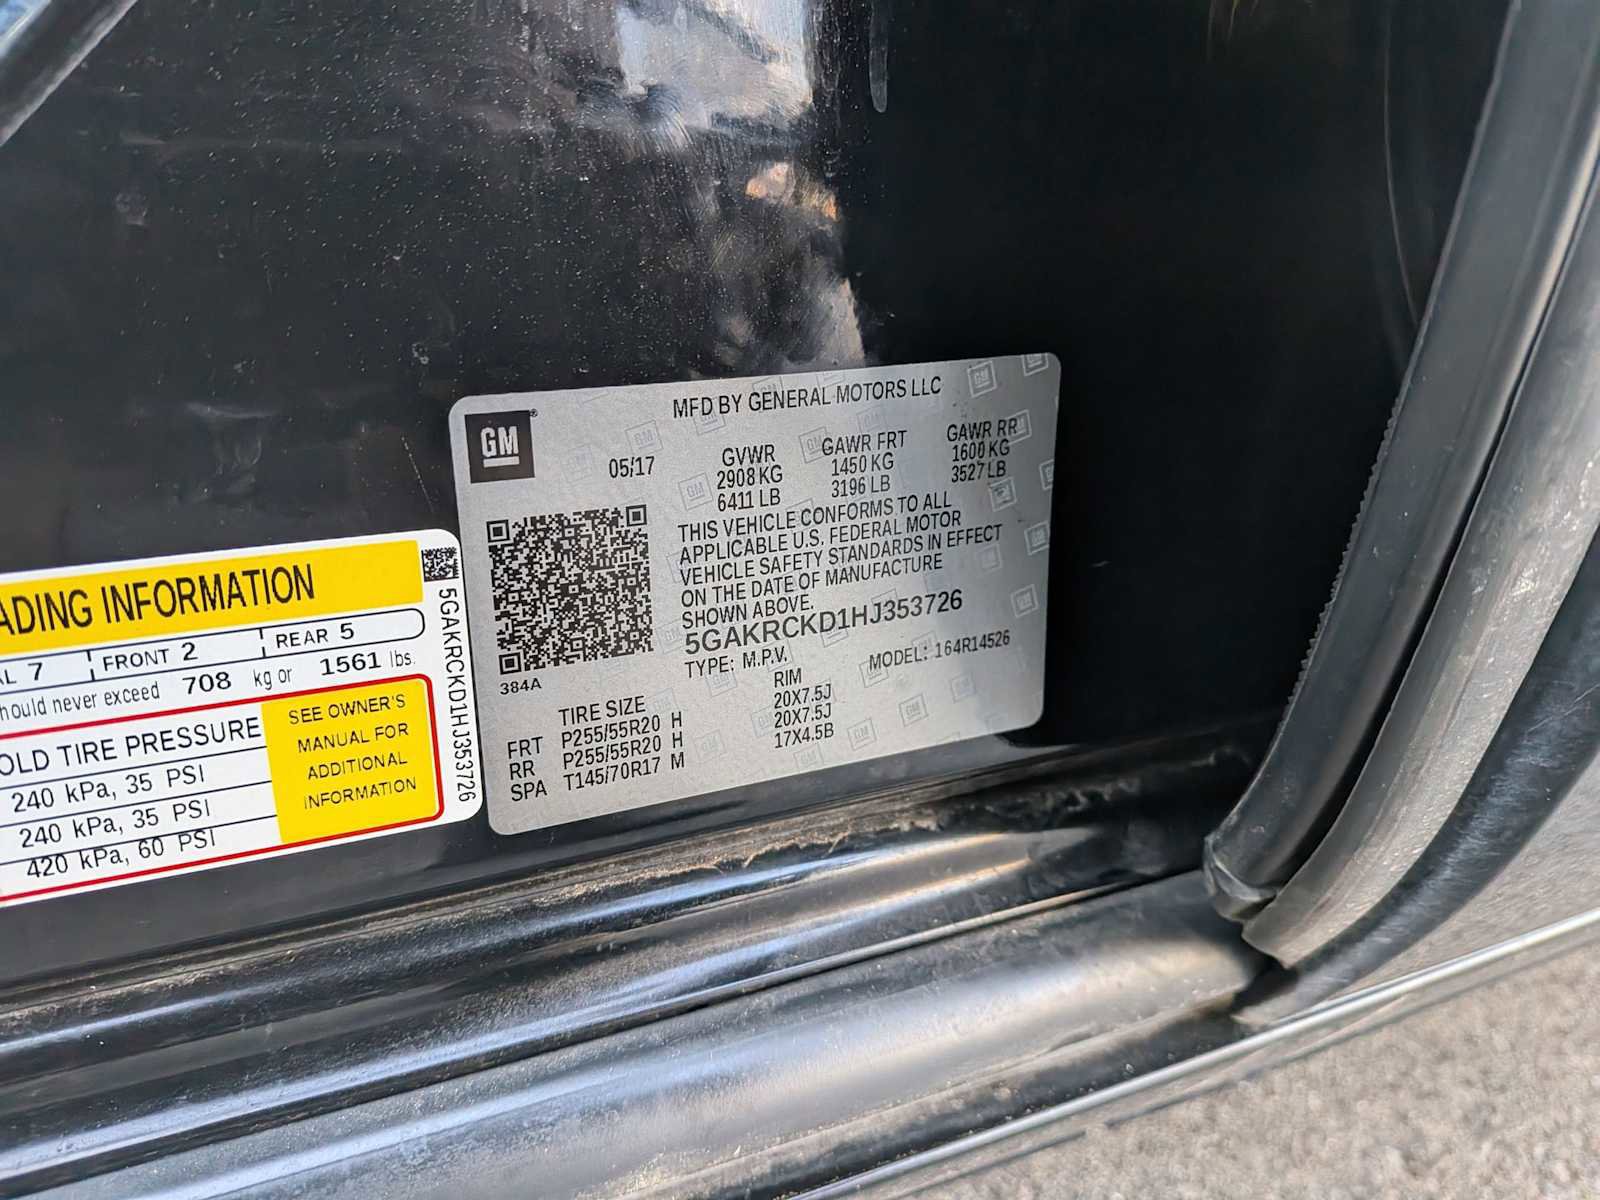 GM®
MFD BY GENERAL MOTORS LLC
05/17
GVWR
2908 KG
6411 LB
GAWR FRT
1450 KG
3196 LB
GAWR RR
1600 KG
3527 LB
THIS VEHICLE CONFORMS TO ALL
APPLICABLE U.S. FEDERAL MOTOR
VEHICLE SAFETY STANDARDS IN EFFECT
ON THE DATE OF MANUFACTURE
SHOWN ABOVE.
5GAKRCKD1HJ353726
TYPE: M.P.V. MODEL: 164R14526
384A
TIRE SIZE RIM
FRT P255/55R20 H 20X7.5J
RR P255/55R20 H 20X7.5J
SPA T145/70R17 M 17X4.5B
ADING INFORMATION
AL 7 FRONT 2 REAR 5
hould never exceed 708 kg or 1561 lbs.
OLD TIRE PRESSURE
240 kPa, 35 PSI
240 kPa, 35 PSI
420 kPa, 60 PSI
SEE OWNER'S
MANUAL FOR
ADDITIONAL
INFORMATION
5GAKRCKD1HJ353726